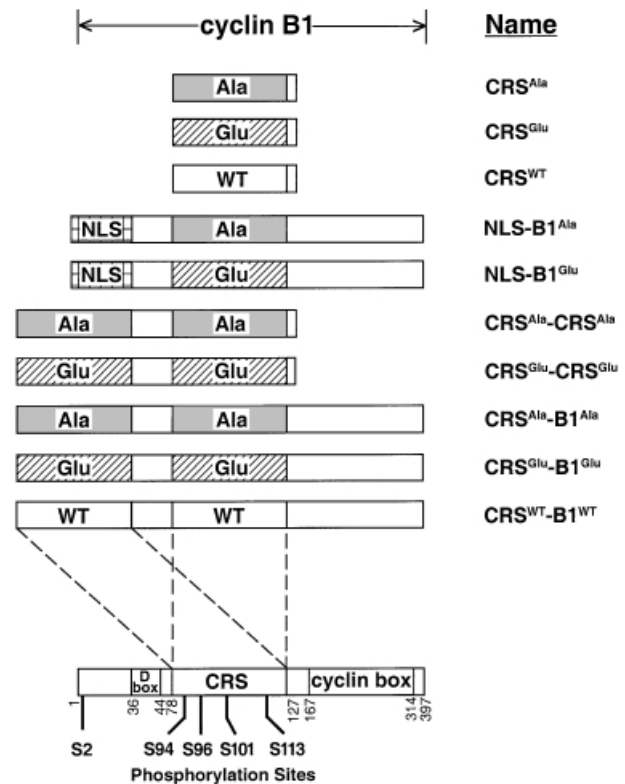 cyclin B1 Name
Ala CRSᴬˡᵃ
Glu CRSᴳˡᵘ
WT CRSᵂᵀ
NLS Ala NLS-B1ᴬˡᵃ
NLS Glu NLS-B1ᴳˡᵘ
Ala Ala CRSᴬˡᵃ-CRSᴬˡᵃ
Glu Glu CRSᴳˡᵘ-CRSᴳˡᵘ
Ala Ala CRSᴬˡᵃ-B1ᴬˡᵃ
Glu Glu CRSᴳˡᵘ-B1ᴳˡᵘ
WT WT CRSᵂᵀ-B1ᵂᵀ
D box CRS cyclin box
1 36 44 78 127 167 314 397
S2 S94 S96 S101 S113
Phosphorylation Sites